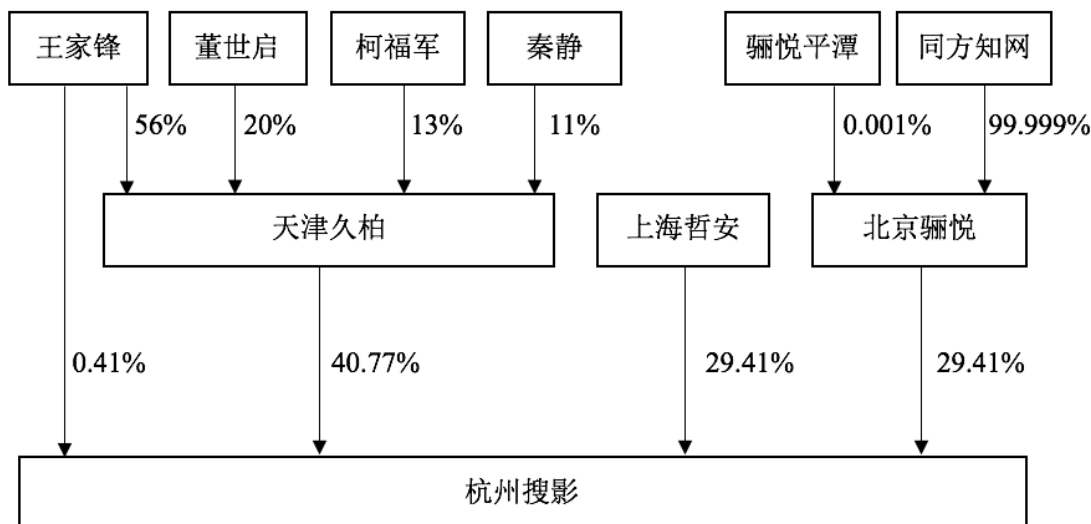 王家锋 董世启 柯福军 秦静 骊悦平潭 同方知网
56% 20% 13% 11% 0.001% 99.999%
天津久柏 上海哲安 北京骊悦
0.41% 40.77% 29.41% 29.41%
杭州搜影